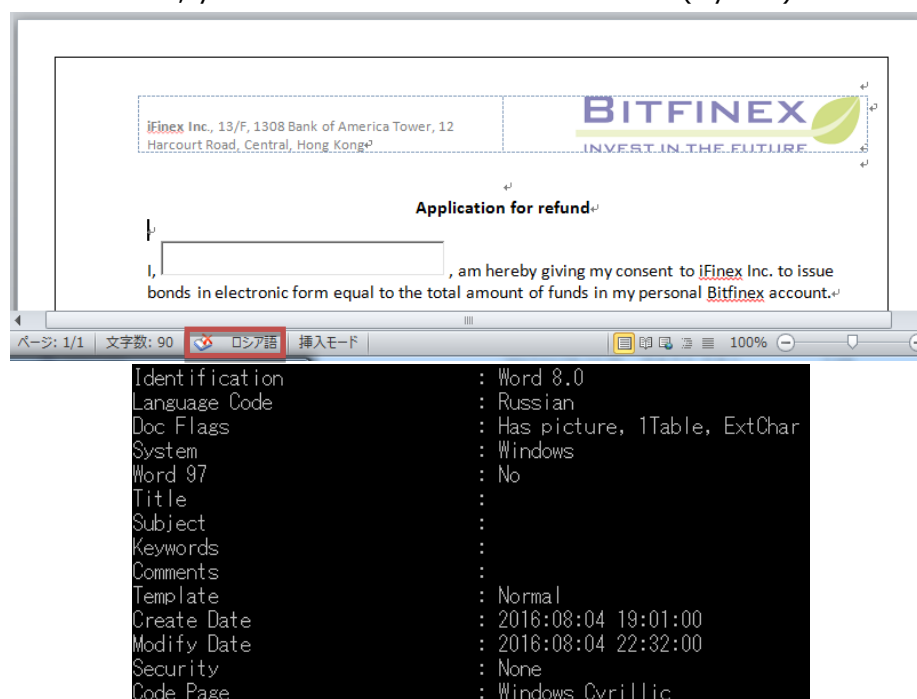 BITFINEX
iFinex Inc., 13/F, 1308 Bank of America Tower, 12
Harcourt Road, Central, Hong Kong
INVEST IN THE FUTURE
Application for refund
I, , am hereby giving my consent to iFinex Inc. to issue
bonds in electronic form equal to the total amount of funds in my personal Bitfinex account.
ページ: 1/1 文字数: 90 ロシア語 挿入モード 100%
Identification : Word 8.0
Language Code : Russian
Doc Flags : Has picture, 1Table, ExtChar
System : Windows
Word 97 : No
Title :
Subject :
Keywords :
Comments :
Template : Normal
Create Date : 2016:08:04 19:01:00
Modify Date : 2016:08:04 22:32:00
Security : None
Code Page : Windows Cyrillic